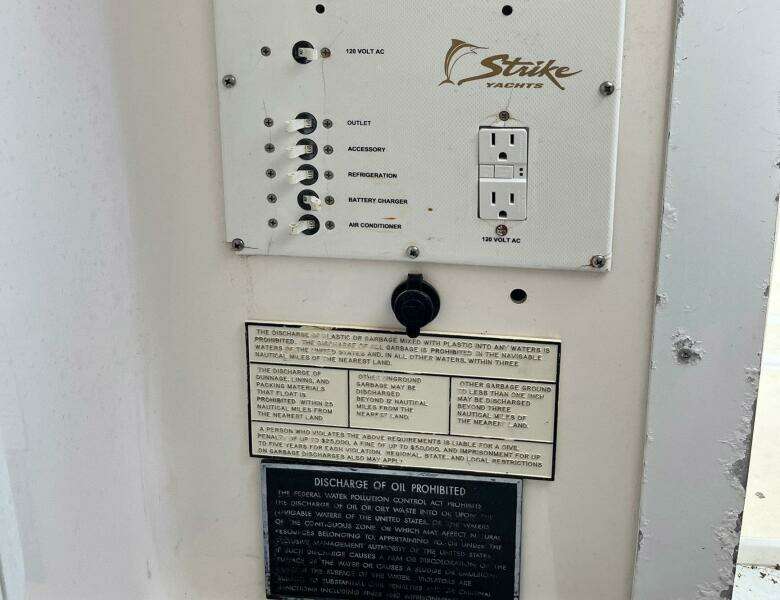 120 VOLT AC
Strike
YACHTS
OUTLET
ACCESSORY
REFRIGERATION
BATTERY CHARGER
AIR CONDITIONER
120 VOLT AC
THE DISCHARGE OF PLASTIC OR GARBAGE MIXED WITH PLASTIC INTO ANY WATERS IS
PROHIBITED. THE DISCHARGE OF ALL GARBAGE IS PROHIBITED IN THE NAVIGABLE
WATERS OF THE UNITED STATES AND, IN ALL OTHER WATERS, WITHIN THREE
NAUTICAL MILES OF THE NEAREST LAND.
THE DISCHARGE OF
DUNNAGE, LINING, AND
PACKING MATERIALS
THAT FLOAT IS
PROHIBITED WITHIN 25
NAUTICAL MILES FROM
THE NEAREST LAND
OTHER UNGROUND
GARBAGE MAY BE
DISCHARGED
BEYOND 12 NAUTICAL
MILES FROM THE
NEAREST LAND.
OTHER GARBAGE GROUND
TO LESS THAN ONE INCH
MAY BE DISCHARGED
BEYOND THREE
NAUTICAL MILES OF
THE NEAREST LAND.
A PERSON WHO VIOLATES THE ABOVE REQUIREMENTS IS LIABLE FOR A CIVIL
PENALTY OF UP TO $25,000, A FINE OF UP TO $50,000, AND IMPRISONMENT FOR UP
TO FIVE YEARS FOR EACH VIOLATION. REGIONAL, STATE, AND LOCAL RESTRICTIONS
ON GARBAGE DISCHARGES ALSO MAY APPLY.
DISCHARGE OF OIL PROHIBITED
THE FEDERAL WATER POLLUTION CONTROL ACT PROHIBITS
THE DISCHARGE OF OIL OR OILY WASTE INTO OR UPON THE
NAVIGABLE WATERS OF THE UNITED STATES, OR THE WATERS
OF THE CONTIGUOUS ZONE OR WHICH MAY AFFECT NATURAL
RESOURCES BELONGING TO, APPERTAINING TO, OR UNDER THE
MANAGEMENT AUTHORITY OF THE UNITED STATES
IF SUCH DISCHARGE CAUSES A FILM OR DISCOLORATION OF THE
SURFACE OF THE WATER OR CAUSES A SLUDGE OR EMULSION
THE SURFACE OF THE WATER. VIOLATORS ARE